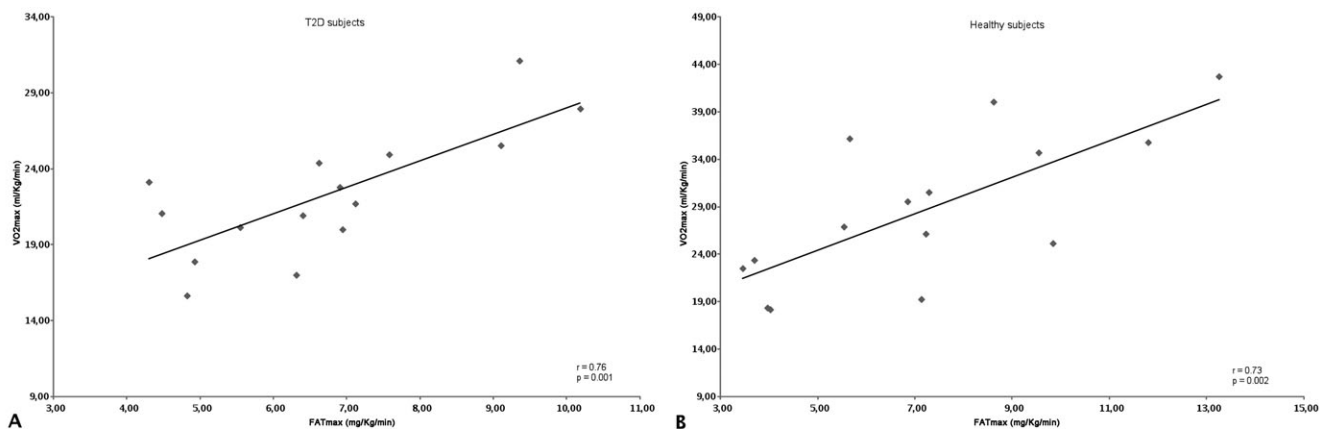 T2D subjects
34,00
29,00
24,00
19,00
14,00
9,00
VO2max (ml/Kg/min)
3,00 4,00 5,00 6,00 7,00 8,00 9,00 10,00 11,00
FATmax (mg/Kg/min)
r = 0.76
p = 0.001
A
Healthy subjects
49,00
44,00
39,00
34,00
29,00
24,00
19,00
14,00
9,00
VO2max (ml/Kg/min)
3,00 5,00 7,00 9,00 11,00 13,00 15,00
FATmax (mg/Kg/min)
r = 0.73
p = 0.002
B